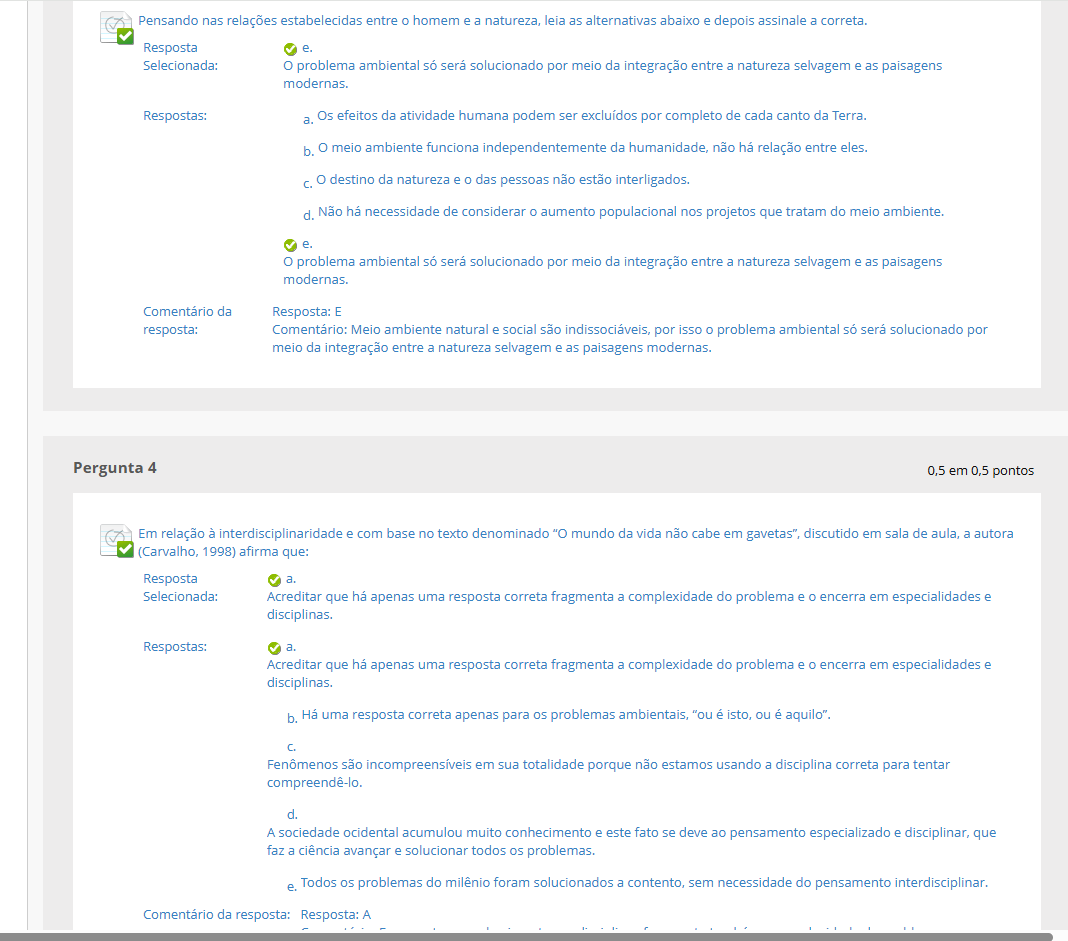 Pensando nas relações estabelecidas entre o homem e a natureza, leia as alternativas abaixo e depois assinale a correta.
Resposta Selecionada:
e.
O problema ambiental só será solucionado por meio da integração entre a natureza selvagem e as paisagens
modernas.
Respostas:
a. Os efeitos da atividade humana podem ser excluídos por completo de cada canto da Terra.
b. O meio ambiente funciona independentemente da humanidade, não há relação entre eles.
c. O destino da natureza e o das pessoas não estão interligados.
d. Não há necessidade de considerar o aumento populacional nos projetos que tratam do meio ambiente.
e.
O problema ambiental só será solucionado por meio da integração entre a natureza selvagem e as paisagens
modernas.
Comentário da resposta:
Resposta: E
Comentário: Meio ambiente natural e social são indissociáveis, por isso o problema ambiental só será solucionado por
meio da integração entre a natureza selvagem e as paisagens modernas.
Pergunta 4
0,5 em 0,5 pontos
Em relação à interdisciplinaridade e com base no texto denominado “O mundo da vida não cabe em gavetas”, discutido em sala de aula, a autora
(Carvalho, 1998) afirma que:
Resposta Selecionada:
a.
Acreditar que há apenas uma resposta correta fragmenta a complexidade do problema e o encerra em especialidades e
disciplinas.
Respostas:
a.
Acreditar que há apenas uma resposta correta fragmenta a complexidade do problema e o encerra em especialidades e
disciplinas.
b. Há uma resposta correta apenas para os problemas ambientais, “ou é isto, ou é aquilo”.
c.
Fenômenos são incompreensíveis em sua totalidade porque não estamos usando a disciplina correta para tentar
compreendê-lo.
d.
A sociedade ocidental acumulou muito conhecimento e este fato se deve ao pensamento especializado e disciplinar, que
faz a ciência avançar e solucionar todos os problemas.
e. Todos os problemas do milênio foram solucionados a contento, sem necessidade do pensamento interdisciplinar.
Comentário da resposta:
Resposta: A